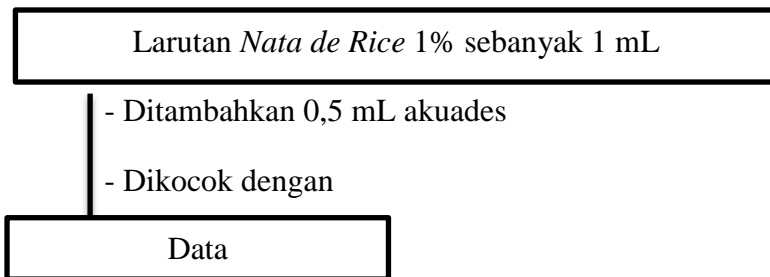 Larutan Nata de Rice 1% sebanyak 1 mL
- Ditambahkan 0,5 mL akuades
- Dikocok dengan
Data